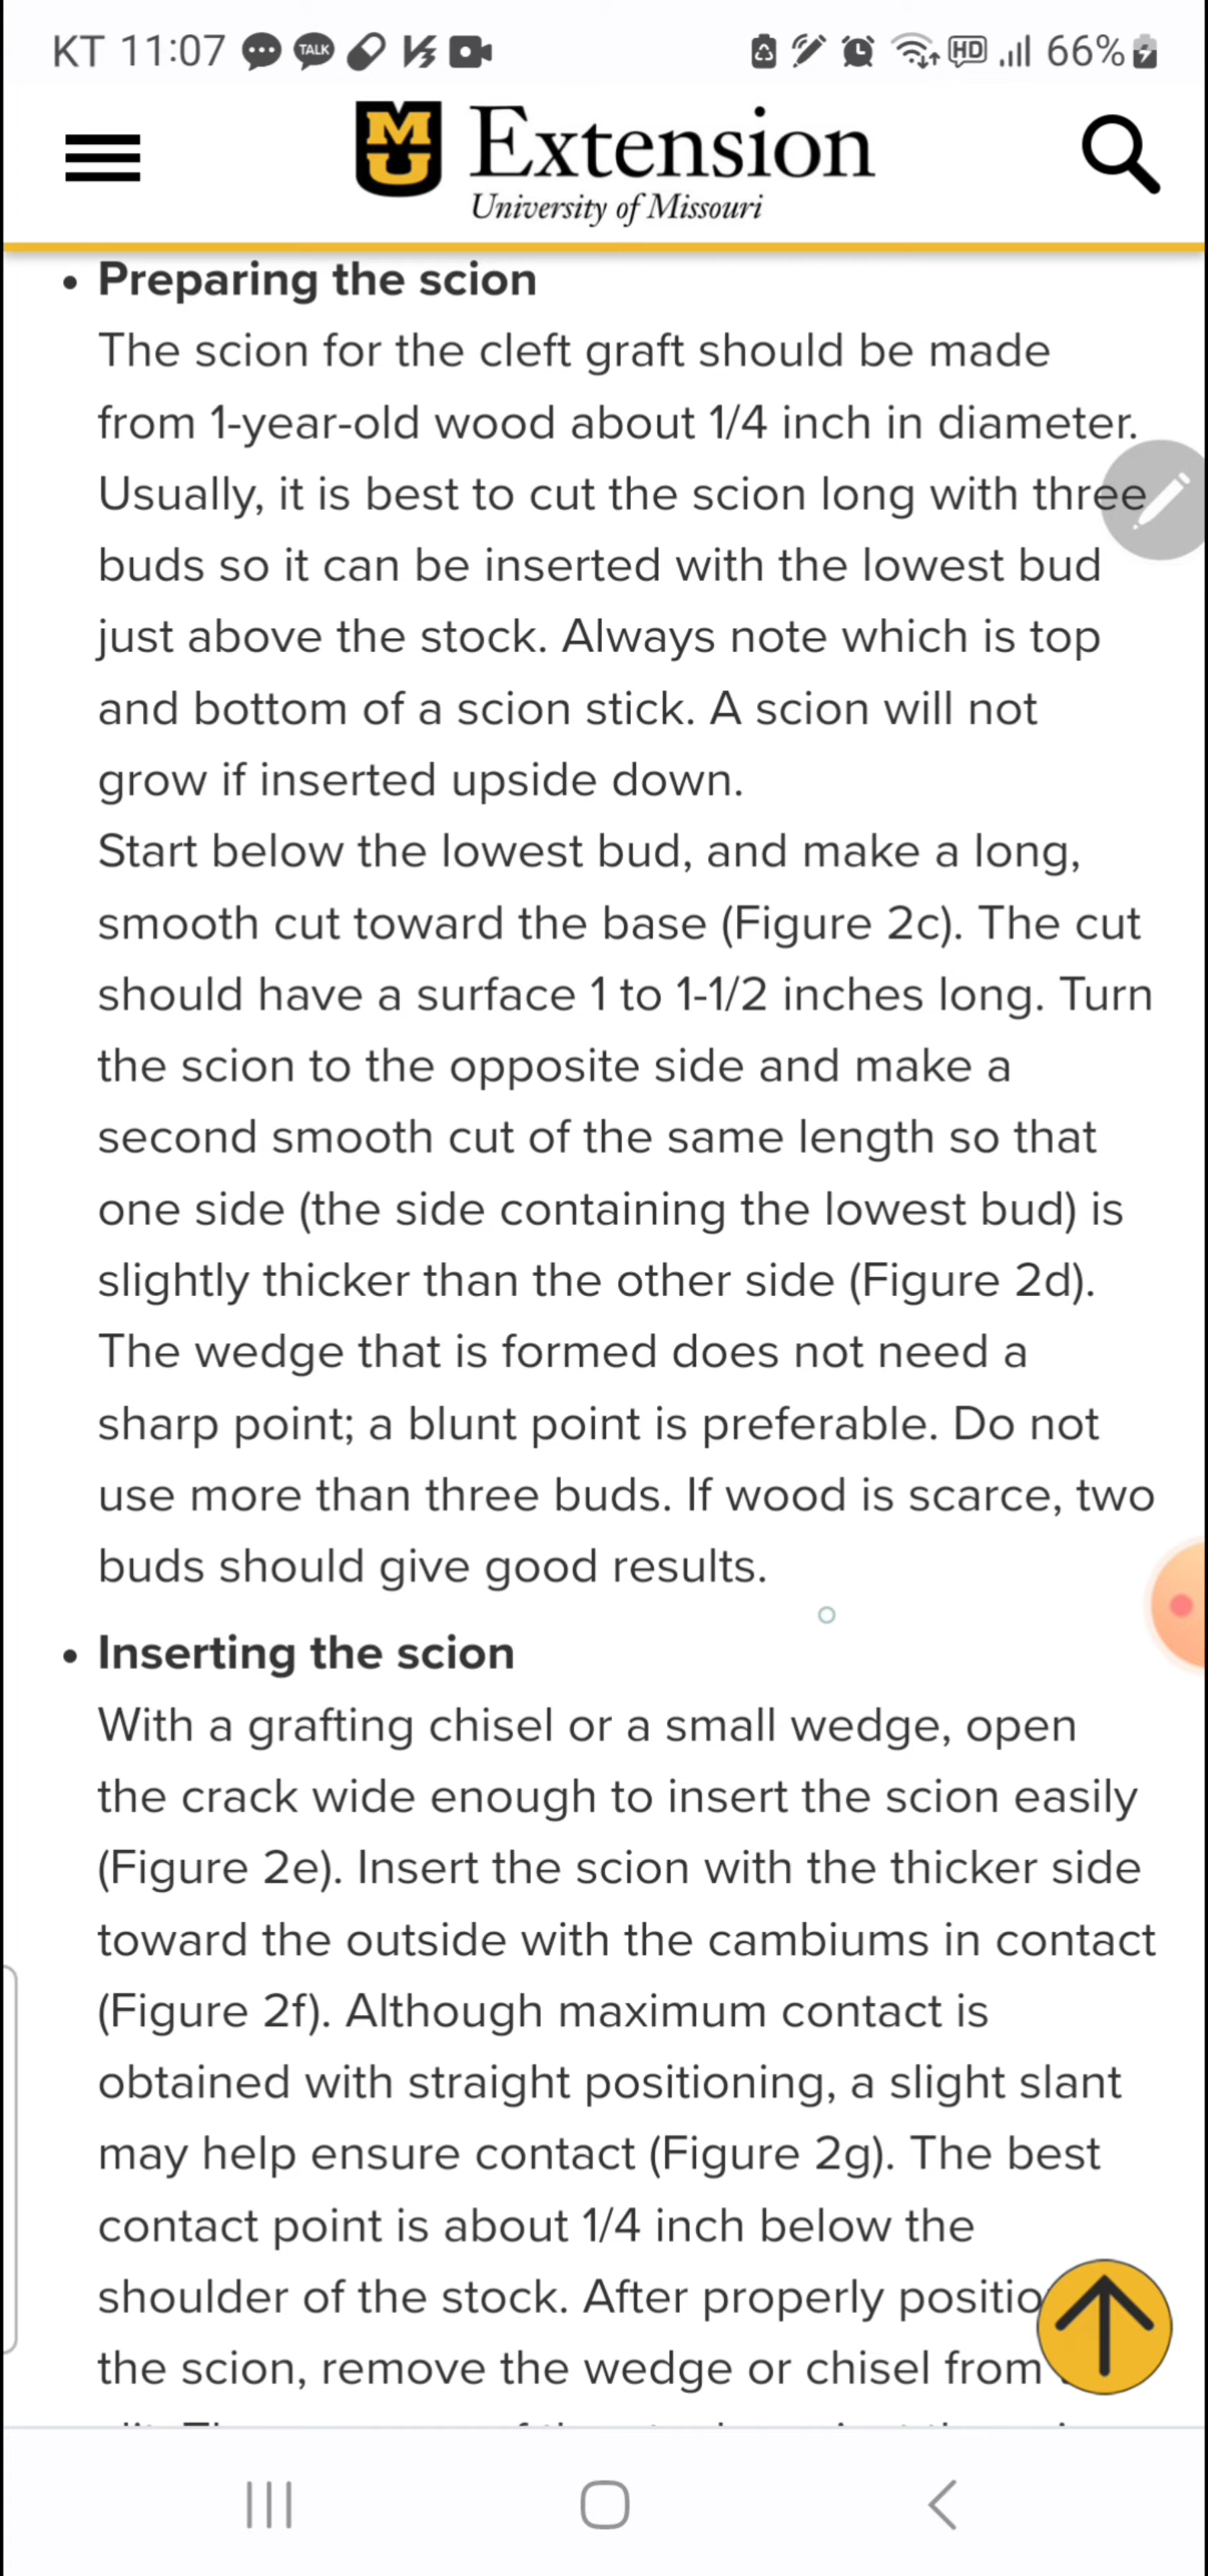 KT 11:07
TALK
HD
66%
MU
Extension
University of Missouri
• Preparing the scion
The scion for the cleft graft should be made
from 1-year-old wood about 1/4 inch in diameter.
Usually, it is best to cut the scion long with three
buds so it can be inserted with the lowest bud
just above the stock. Always note which is top
and bottom of a scion stick. A scion will not
grow if inserted upside down.
Start below the lowest bud, and make a long,
smooth cut toward the base (Figure 2c). The cut
should have a surface 1 to 1-1/2 inches long. Turn
the scion to the opposite side and make a
second smooth cut of the same length so that
one side (the side containing the lowest bud) is
slightly thicker than the other side (Figure 2d).
The wedge that is formed does not need a
sharp point; a blunt point is preferable. Do not
use more than three buds. If wood is scarce, two
buds should give good results.
• Inserting the scion
With a grafting chisel or a small wedge, open
the crack wide enough to insert the scion easily
(Figure 2e). Insert the scion with the thicker side
toward the outside with the cambiums in contact
(Figure 2f). Although maximum contact is
obtained with straight positioning, a slight slant
may help ensure contact (Figure 2g). The best
contact point is about 1/4 inch below the
shoulder of the stock. After properly positio
the scion, remove the wedge or chisel from